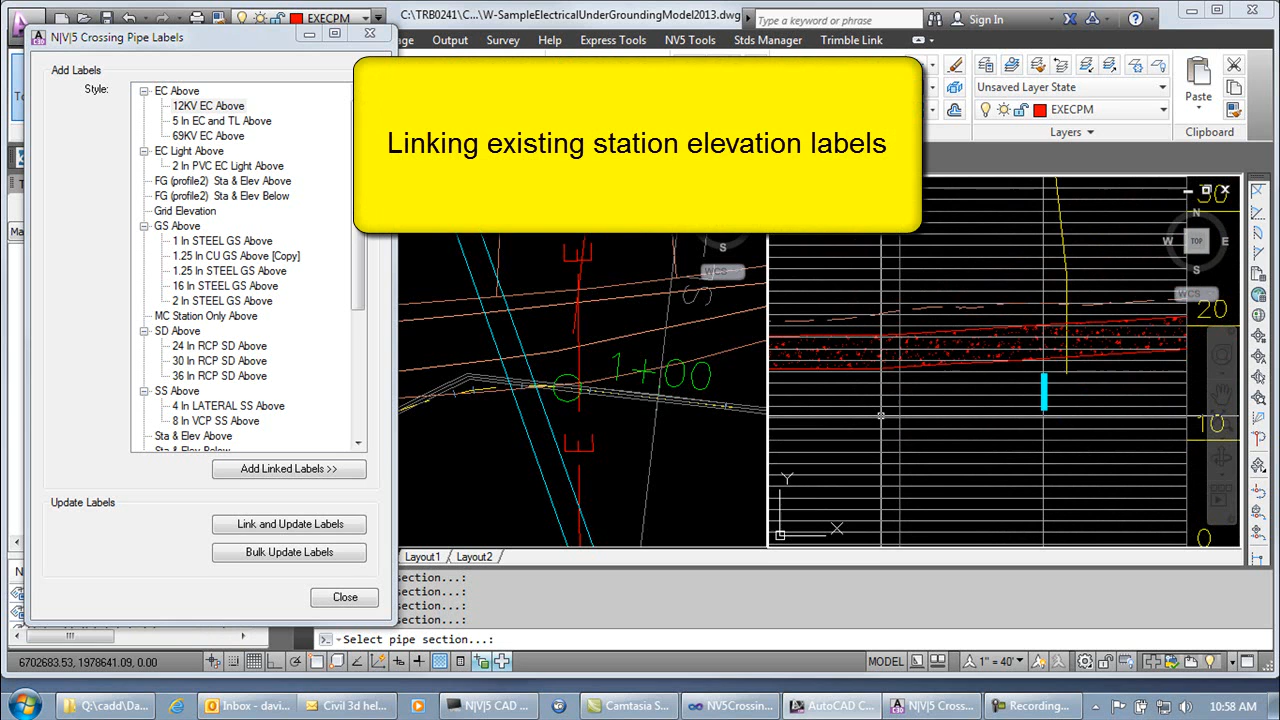 EXECPM
C:\TRB0241\C...\W-SampleElectricalUnderGroundingModel2013.dwg
Type a keyword or phrase
Sign In
N|V|5 Crossing Pipe Labels
Output
Survey
Help
Express Tools
NV5 Tools
Stds Manager
Trimble Link
Add Labels
Style:
EC Above
12KV EC Above
5 In EC and TL Above
69KV EC Above
EC Light Above
2 In PVC EC Light Above
FG (profile2) Sta & Elev Above
FG (profile2) Sta & Elev Below
Grid Elevation
GS Above
1 In STEEL GS Above
1.25 In CU GS Above [Copy]
1.25 In STEEL GS Above
16 In STEEL GS Above
2 In STEEL GS Above
MC Station Only Above
SD Above
24 In RCP SD Above
30 In RCP SD Above
36 In RCP SD Above
SS Above
4 In LATERAL SS Above
8 In VCP SS Above
Sta & Elev Above
Sta & Elev Below
Add Linked Labels >>
Update Labels
Link and Update Labels
Bulk Update Labels
Close
Linking existing station elevation labels
Unsaved Layer State
EXECPM
Layers
Paste
Clipboard
30
N
W
TOP
E
S
WCS
20
10
0
Y
X
S
WCS
E
S
1+00
E
Layout1
Layout2
section...:
section...:
section...:
section...:
Select pipe section...:
6702683.53, 1978641.09, 0.00
MODEL
1" = 40'
Q:\cadd\Da...
Inbox - davi...
Civil 3d hel...
N|V|5 CAD ...
Camtasia S...
NV5Crossin...
AutoCAD C...
N|V|5 Cros...
Recording...
10:58 AM